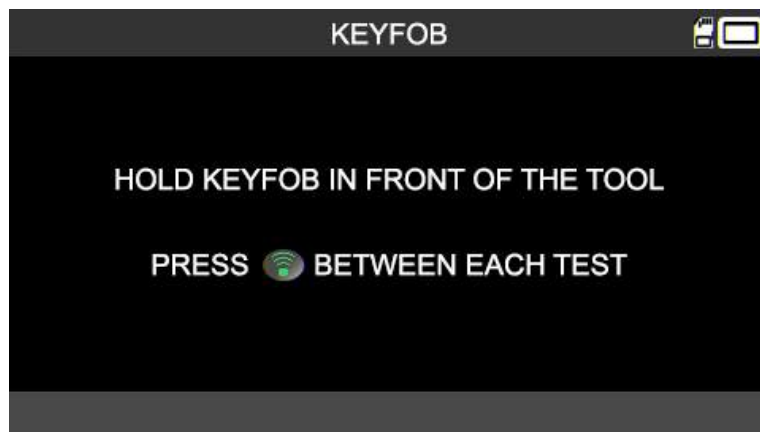 KEYFOB
HOLD KEYFOB IN FRONT OF THE TOOL
PRESS BETWEEN EACH TEST